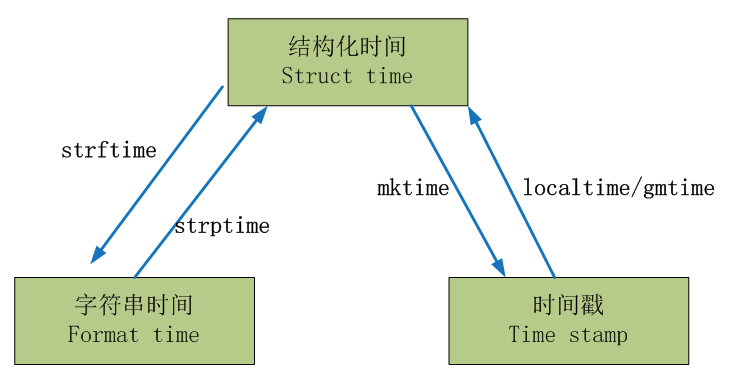 结构化时间
Struct time
strftime
strptime
mktime
localtime/gmtime
字符串时间
Format time
时间戳
Time stamp